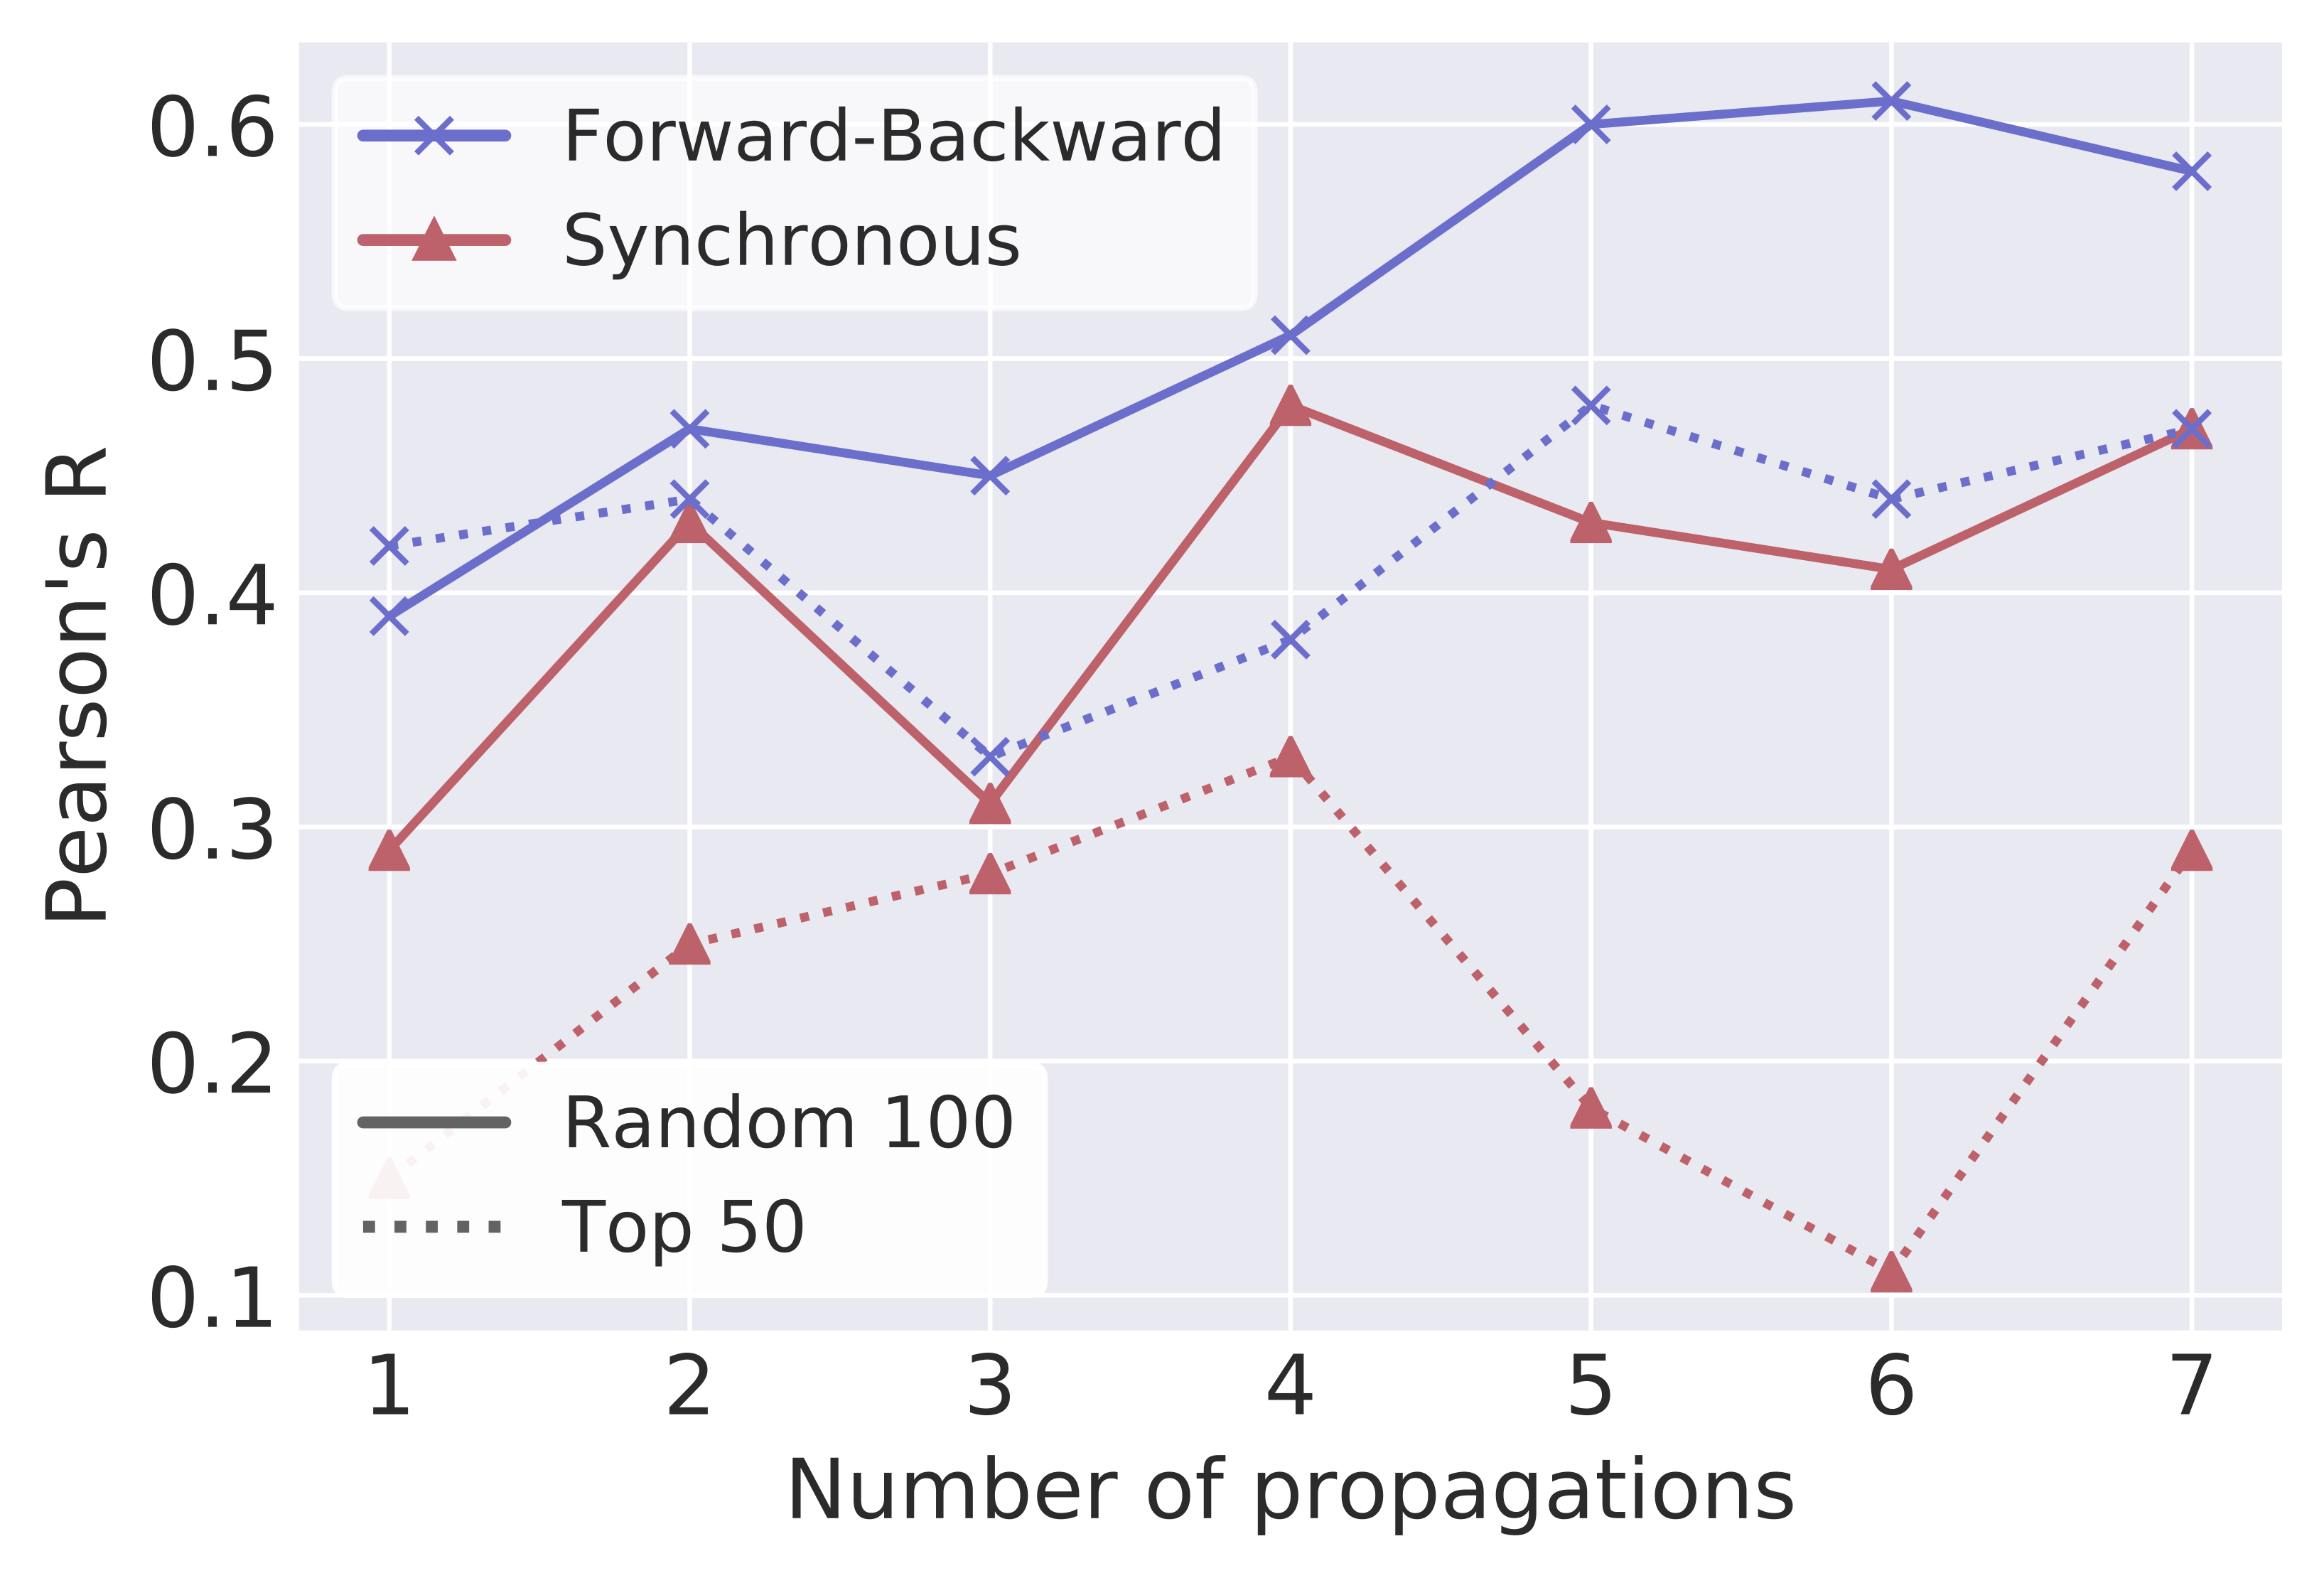 Forward-Backward
Synchronous
Random 100
Top 50
Pearson's R
0.6
0.5
0.4
0.3
0.2
0.1
1 2 3 4 5 6 7
Number of propagations